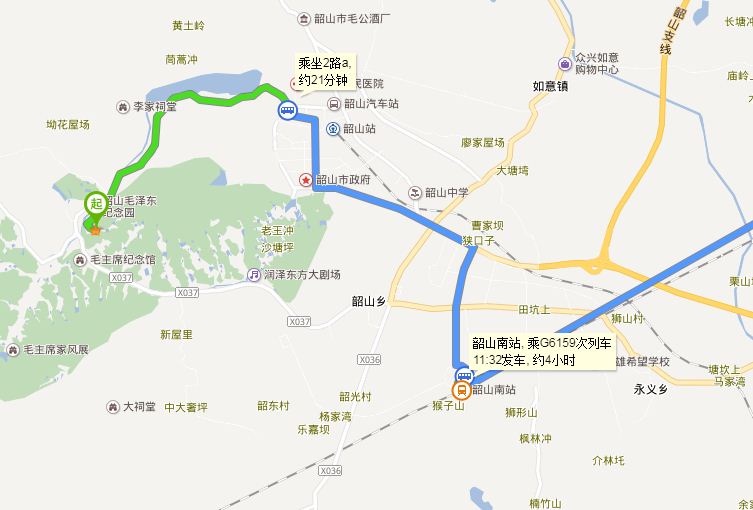 黄土岭
韶山市毛公酒厂
韶山支线
长塘冲
茼蒿冲
乘坐2路a,
约21分钟
民医院
众兴如意
购物中心
庙岭上
如意镇
李家祠堂
韶山汽车站
坳花屋场
韶山站
廖家屋场
大塘塆
韶山市政府
韶山中学
起
韶山毛泽东
纪念园
老王冲
沙塘坪
曹家坝
狭口子
毛主席纪念馆
X037
润泽东方大剧场
X037
栗山塆
韶山乡
田坑上
X037
狮山村
新屋里
毛主席家风展
韶山南站, 乘G6159次列车
11:32发车, 约4小时
X036
雄希望学校
塘坎上
马家湾
永义乡
韶山南站
韶光村
大祠堂
中大奢坪
韶东村
杨家湾
乐嘉坝
猴子山
狮形山
枫林冲
介林圫
X036
楠竹山
余家